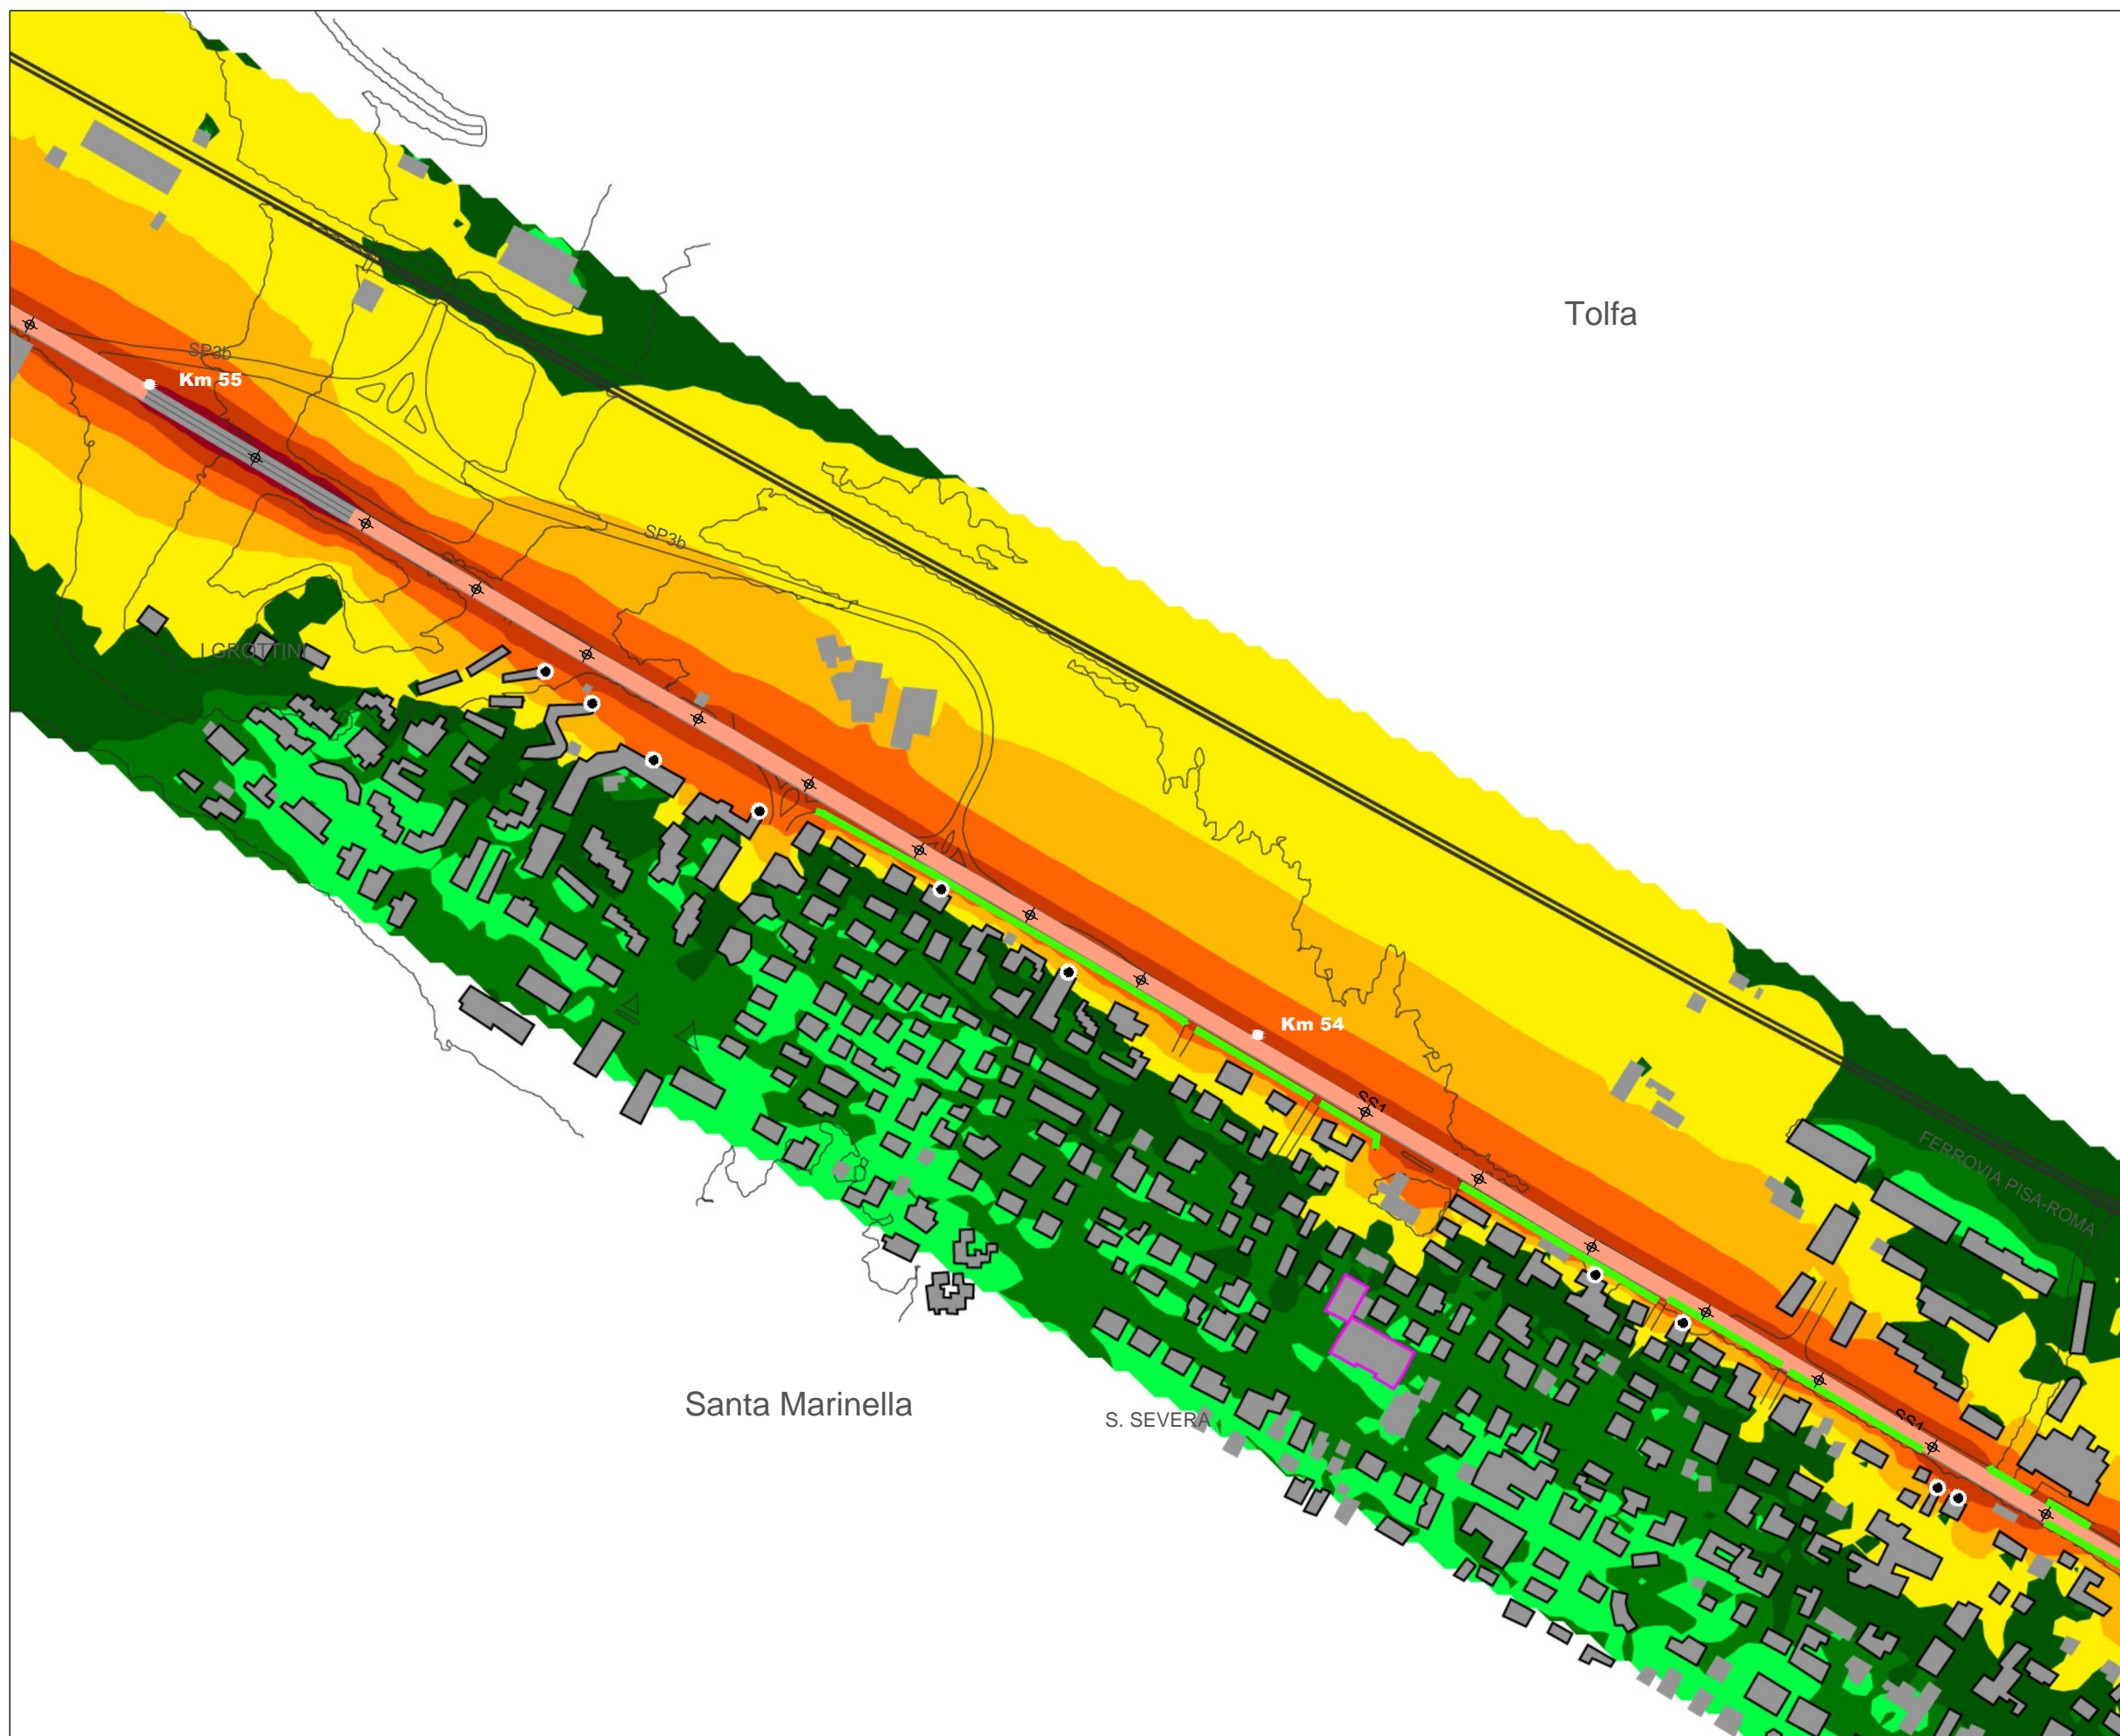 Tolfa
SP3b
Km 55
SP3b
I GROTTINI
Km 54
SS1
FERROVIA PISA-ROMA
Santa Marinella
S. SEVERA
SS1